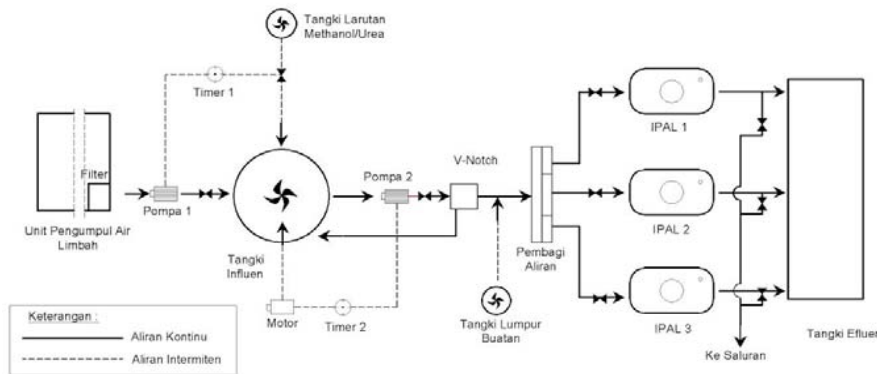 Tangki Larutan
Methanol/Urea
Timer 1
Filter
Pompa 1
Unit Pengumpul Air
Limbah
Tangki
Influen
Pompa 2
V-Notch
Motor
Timer 2
Tangki Lumpur
Buatan
Pembagi
Aliran
IPAL 1
IPAL 2
IPAL 3
Ke Saluran
Tangki Efluen
Keterangan :
Aliran Kontinu
Aliran Intermiten